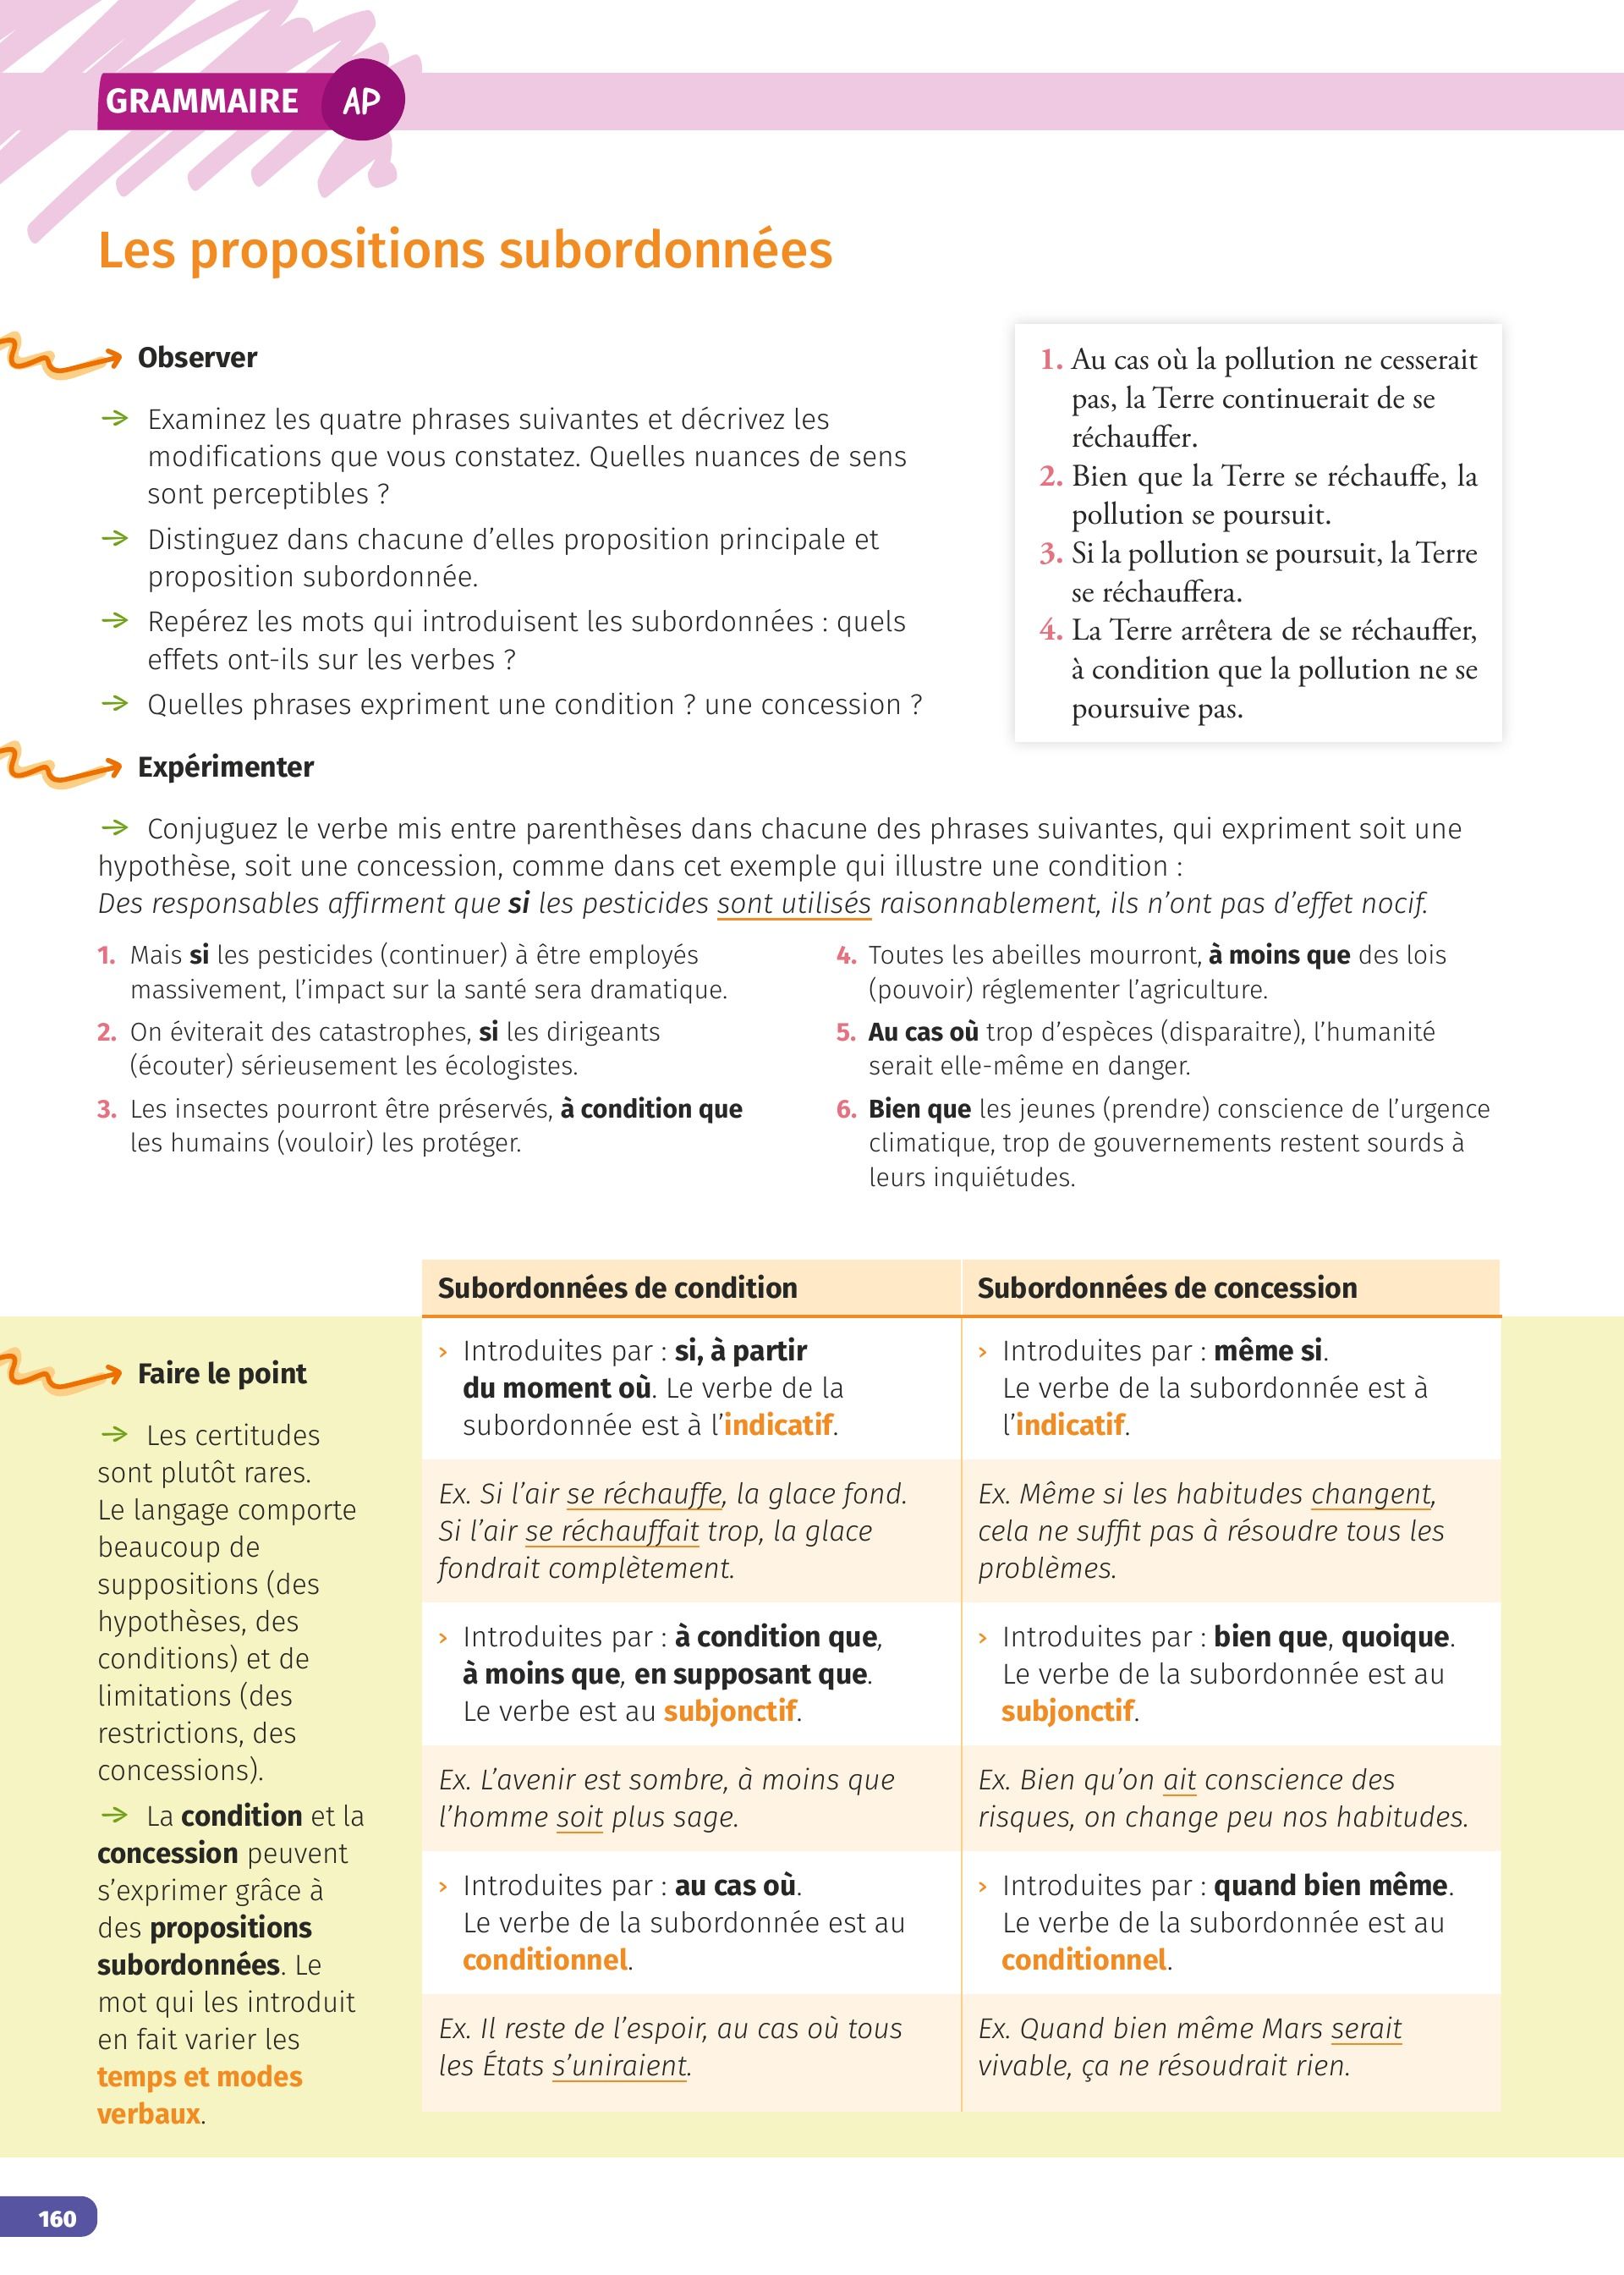 GRAMMAIRE AP
Les propositions subordonnées
Observer
→ Examinez les quatre phrases suivantes et décrivez les
modifications que vous constatez. Quelles nuances de sens
sont perceptibles ?
→ Distinguez dans chacune d’elles proposition principale et
proposition subordonnée.
→ Repérez les mots qui introduisent les subordonnées : quels
effets ont-ils sur les verbes ?
→ Quelles phrases expriment une condition ? une concession ?
1. Au cas où la pollution ne cesserait
pas, la Terre continuerait de se
réchauffer.
2. Bien que la Terre se réchauffe, la
pollution se poursuit.
3. Si la pollution se poursuit, la Terre
se réchauffera.
4. La Terre arrêtera de se réchauffer,
à condition que la pollution ne se
poursuive pas.
Expérimenter
→ Conjuguez le verbe mis entre parenthèses dans chacune des phrases suivantes, qui expriment soit une
hypothèse, soit une concession, comme dans cet exemple qui illustre une condition :
Des responsables affirment que si les pesticides sont utilisés raisonnablement, ils n’ont pas d’effet nocif.
1. Mais si les pesticides (continuer) à être employés
massivement, l’impact sur la santé sera dramatique.
2. On éviterait des catastrophes, si les dirigeants
(écouter) sérieusement les écologistes.
3. Les insectes pourront être préservés, à condition que
les humains (vouloir) les protéger.
4. Toutes les abeilles mourront, à moins que des lois
(pouvoir) réglementer l’agriculture.
5. Au cas où trop d’espèces (disparaitre), l’humanité
serait elle-même en danger.
6. Bien que les jeunes (prendre) conscience de l’urgence
climatique, trop de gouvernements restent sourds à
leurs inquiétudes.
Faire le point
→ Les certitudes
sont plutôt rares.
Le langage comporte
beaucoup de
suppositions (des
hypothèses, des
conditions) et de
limitations (des
restrictions, des
concessions).
→ La condition et la
concession peuvent
s’exprimer grâce à
des propositions
subordonnées. Le
mot qui les introduit
en fait varier les
temps et modes
verbaux.
Subordonnées de condition
› Introduites par : si, à partir
du moment où. Le verbe de la
subordonnée est à l’indicatif.
Ex. Si l’air se réchauffe, la glace fond.
Si l’air se réchauffait trop, la glace
fondrait complètement.
› Introduites par : à condition que,
à moins que, en supposant que.
Le verbe est au subjonctif.
Ex. L’avenir est sombre, à moins que
l’homme soit plus sage.
› Introduites par : au cas où.
Le verbe de la subordonnée est au
conditionnel.
Ex. Il reste de l’espoir, au cas où tous
les États s’uniraient.
Subordonnées de concession
› Introduites par : même si.
Le verbe de la subordonnée est à
l’indicatif.
Ex. Même si les habitudes changent,
cela ne suffit pas à résoudre tous les
problèmes.
› Introduites par : bien que, quoique.
Le verbe de la subordonnée est au
subjonctif.
Ex. Bien qu’on ait conscience des
risques, on change peu nos habitudes.
› Introduites par : quand bien même.
Le verbe de la subordonnée est au
conditionnel.
Ex. Quand bien même Mars serait
vivable, ça ne résoudrait rien.
160